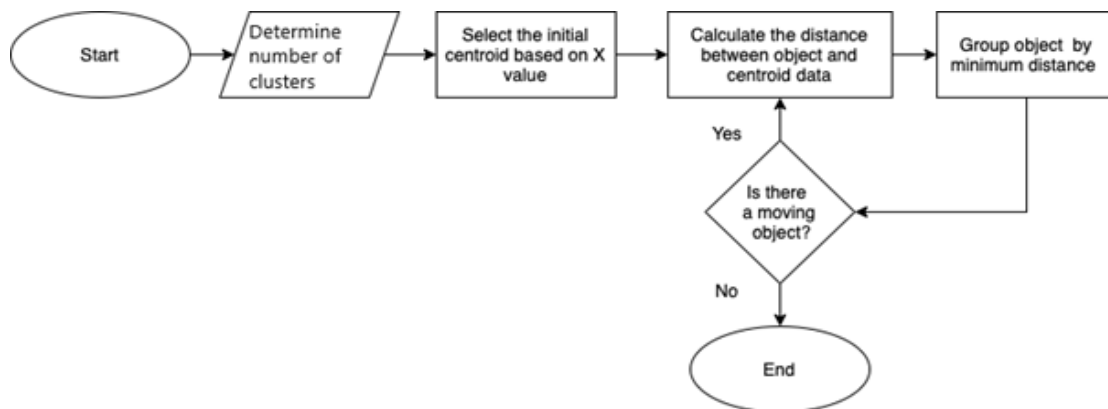 Start
Determine
number of
clusters
Select the initial
centroid based on X
value
Calculate the distance
between object and
centroid data
Group object by
minimum distance
Yes
Is there
a moving
object?
No
End